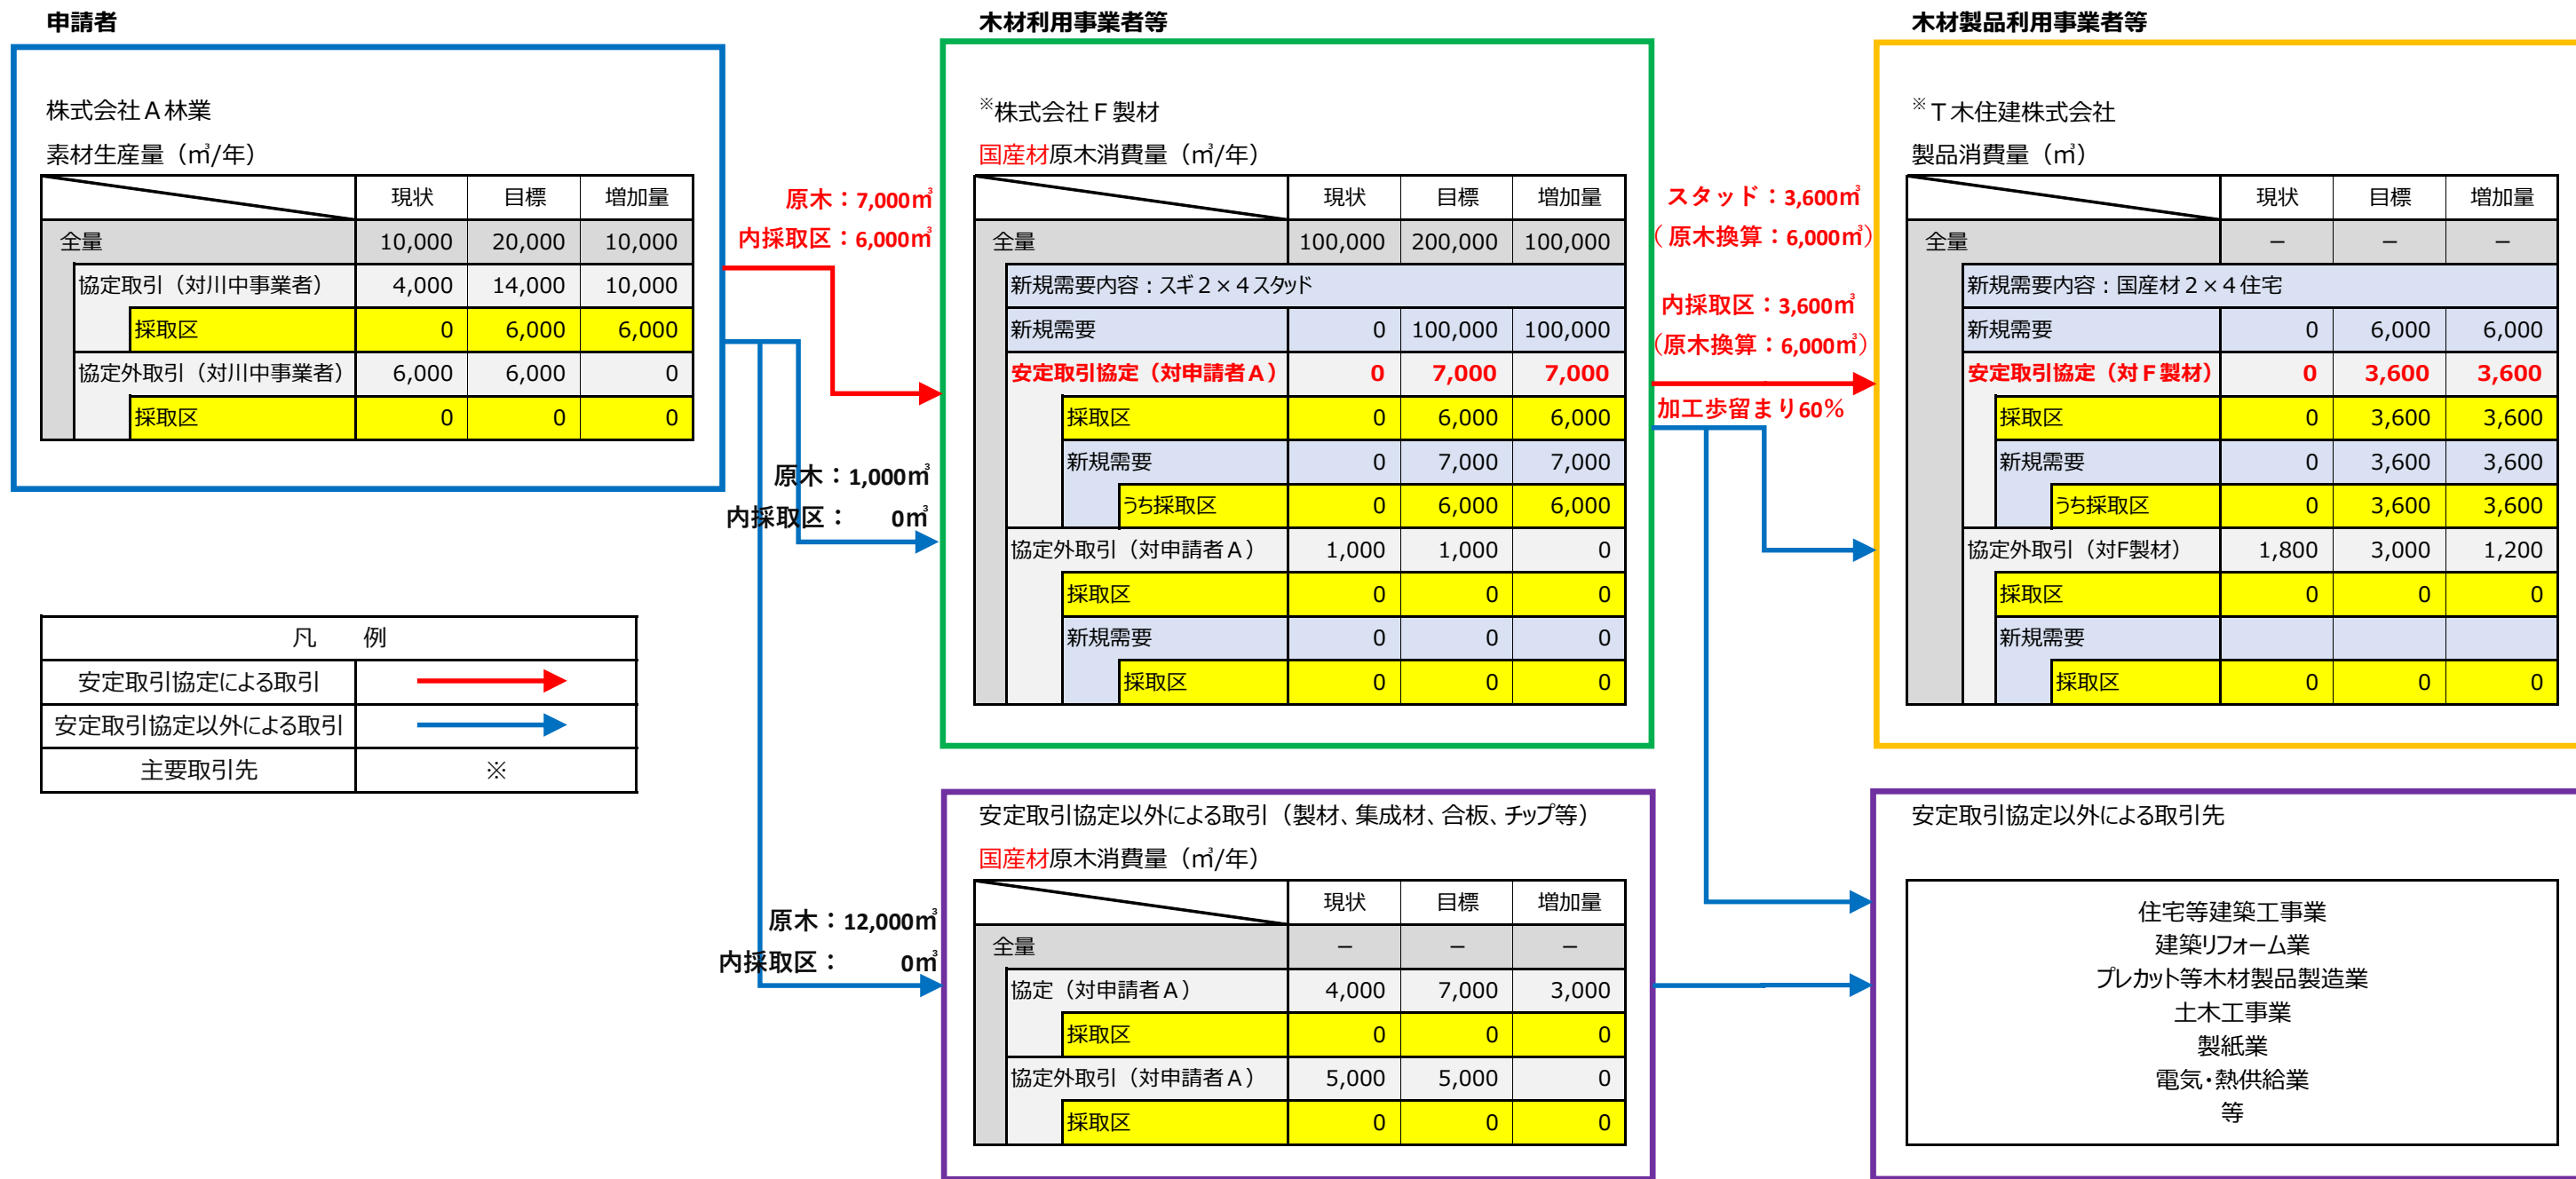 申請者
株式会社Ａ林業
素材生産量（㎥/年）
現状 目標 増加量
全量 10,000 20,000 10,000
協定取引（対川中事業者） 4,000 14,000 10,000
採取区 0 6,000 6,000
協定外取引（対川中事業者） 6,000 6,000 0
採取区 0 0 0
凡　例
安定取引協定による取引
安定取引協定以外による取引
主要取引先 ※
原木：7,000㎥
内採取区：6,000㎥
原木：1,000㎥
内採取区：　0㎥
原木：12,000㎥
内採取区：　0㎥
木材利用事業者等
※株式会社Ｆ製材
国産材原木消費量（㎥/年）
現状 目標 増加量
全量 100,000 200,000 100,000
新規需要内容：スギ２×４スタッド
新規需要 0 100,000 100,000
安定取引協定（対申請者Ａ） 0 7,000 7,000
採取区 0 6,000 6,000
新規需要 0 7,000 7,000
うち採取区 0 6,000 6,000
協定外取引（対申請者Ａ） 1,000 1,000 0
採取区 0 0 0
新規需要 0 0 0
採取区 0 0 0
安定取引協定以外による取引（製材、集成材、合板、チップ等）
国産材原木消費量（㎥/年）
現状 目標 増加量
全量 － － －
協定（対申請者Ａ） 4,000 7,000 3,000
採取区 0 0 0
協定外取引（対申請者Ａ） 5,000 5,000 0
採取区 0 0 0
スタッド：3,600㎥
（原木換算：6,000㎥）
内採取区：3,600㎥
（原木換算：6,000㎥）
加工歩留まり60％
木材製品利用事業者等
※Ｔ木住建株式会社
製品消費量（㎥）
現状 目標 増加量
全量 － － －
新規需要内容：国産材２×４住宅
新規需要 0 6,000 6,000
安定取引協定（対Ｆ製材） 0 3,600 3,600
採取区 0 3,600 3,600
新規需要 0 3,600 3,600
うち採取区 0 3,600 3,600
協定外取引（対F製材） 1,800 3,000 1,200
採取区 0 0 0
新規需要
採取区 0 0 0
安定取引協定以外による取引先
住宅等建築工事業
建築リフォーム業
プレカット等木材製品製造業
土木工事業
製紙業
電気・熱供給業
等